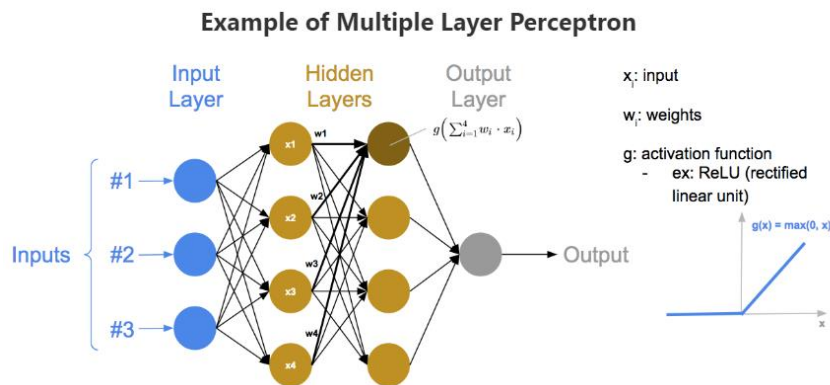 Example of Multiple Layer Perceptron
Input
Layer
Hidden
Layers
Output
Layer
Inputs
#1
#2
#3
x1
x2
x3
x4
w1
w2
w3
w4
g(∑_{i=1}^{4} w_i · x_i)
Output
x_i: input
w_i: weights
g: activation function
- ex: ReLU (rectified
linear unit)
g(x) = max(0, x)
x